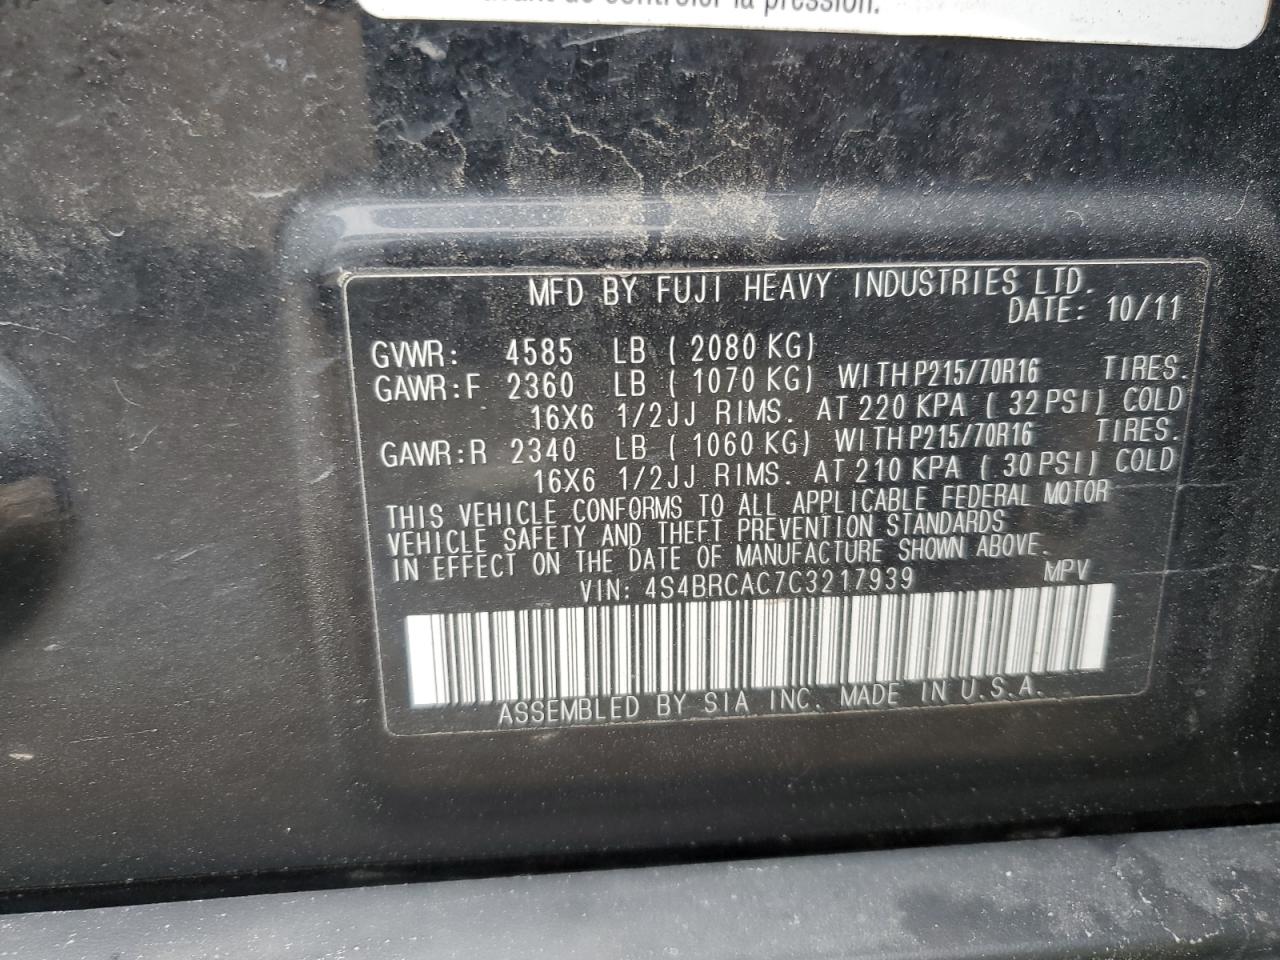 de contrôler la pression.
MFD BY FUJI HEAVY INDUSTRIES LTD.
DATE: 10/11
GVWR: 4585 LB ( 2080 KG)
GAWR:F 2360 LB ( 1070 KG) WITH P215/70R16 TIRES.
16X6 1/2JJ RIMS. AT 220 KPA ( 32 PSI) COLD
GAWR:R 2340 LB ( 1060 KG) WITH P215/70R16 TIRES.
16X6 1/2JJ RIMS. AT 210 KPA ( 30 PSI) COLD
THIS VEHICLE CONFORMS TO ALL APPLICABLE FEDERAL MOTOR
VEHICLE SAFETY AND THEFT PREVENTION STANDARDS
IN EFFECT ON THE DATE OF MANUFACTURE SHOWN ABOVE.
VIN: 4S4BRCAC7C3217939 MPV
ASSEMBLED BY SIA INC. MADE IN U.S.A.